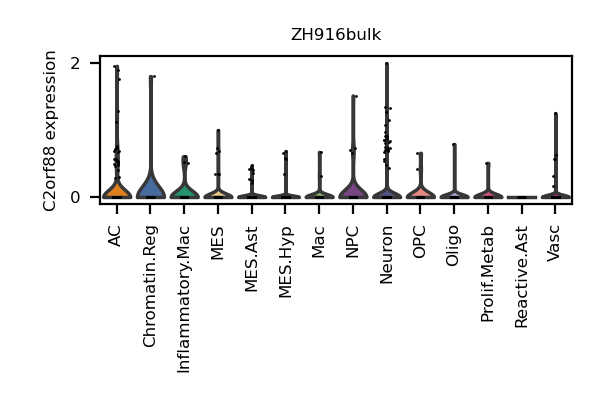 ZH916bulk
C2orf88 expression
2
0
AC
Chromatin.Reg
Inflammatory.Mac
MES
MES.Ast
MES.Hyp
Mac
NPC
Neuron
OPC
Oligo
Prolif.Metab
Reactive.Ast
Vasc